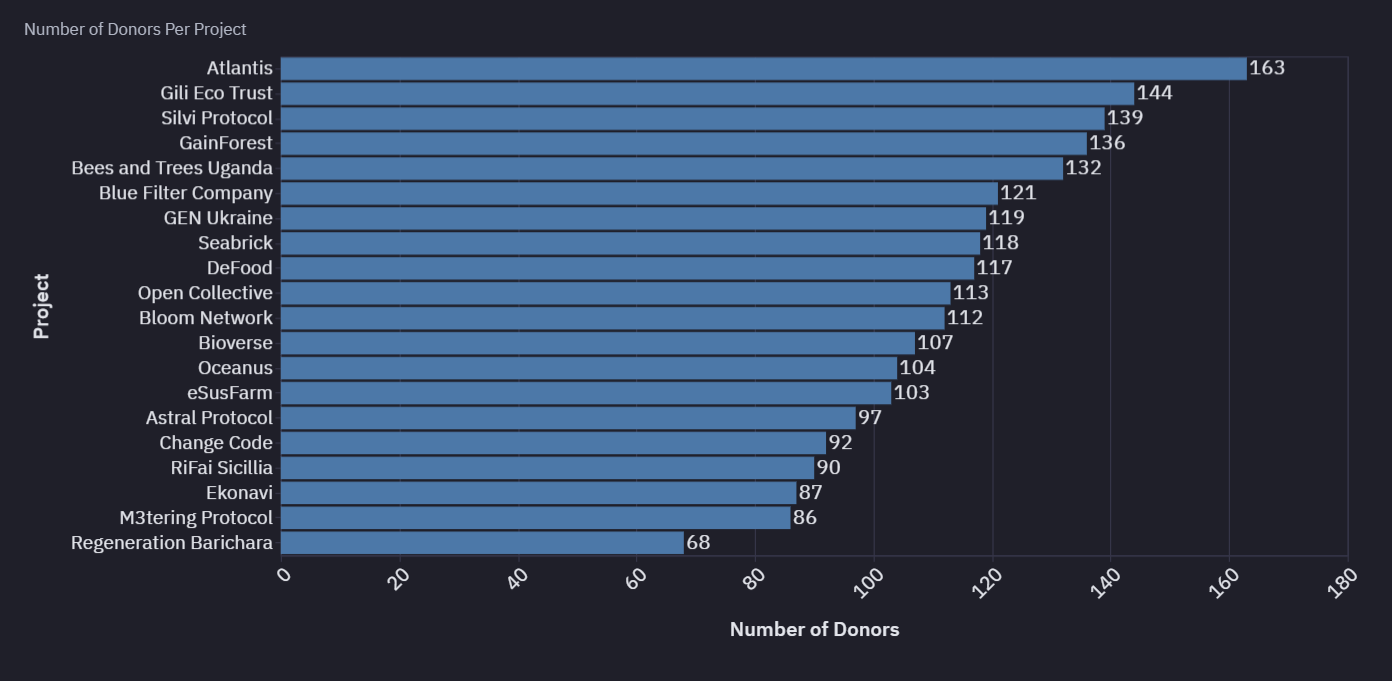 Number of Donors Per Project
Project
Atlantis 163
Gili Eco Trust 144
Silvi Protocol 139
GainForest 136
Bees and Trees Uganda 132
Blue Filter Company 121
GEN Ukraine 119
Seabrick 118
DeFood 117
Open Collective 113
Bloom Network 112
Bioverse 107
Oceanus 104
eSusFarm 103
Astral Protocol 97
Change Code 92
RiFai Sicillia 90
Ekonavi 87
M3tering Protocol 86
Regeneration Barichara 68
0 20 40 60 80 100 120 140 160 180
Number of Donors